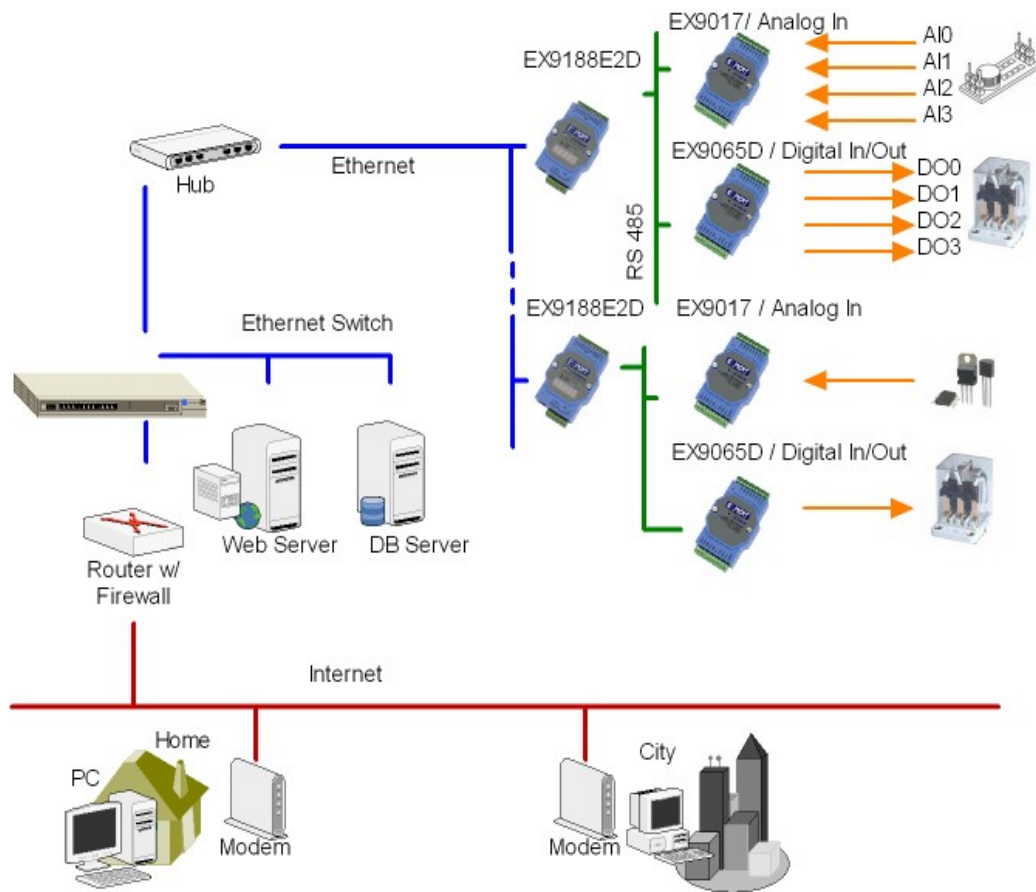 EX9017/ Analog In
EX9188E2D
AI0
AI1
AI2
AI3
Hub
Ethernet
EX9065D / Digital In/Out
DO0
DO1
DO2
DO3
RS 485
Ethernet Switch
EX9188E2D
EX9017 / Analog In
EX9065D / Digital In/Out
Web Server
DB Server
Router w/
Firewall
Internet
Home
PC
Modem
City
Modem